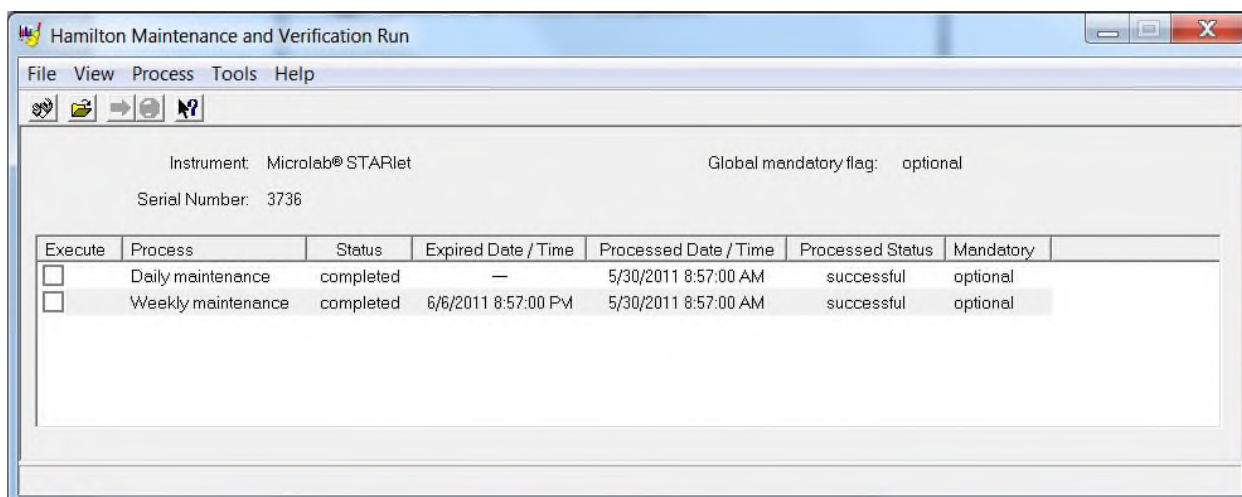 Hamilton Maintenance and Verification Run
File View Process Tools Help
Instrument: Microlab® STARlet Global mandatory flag: optional
Serial Number: 3736
Execute Process Status Expired Date / Time Processed Date / Time Processed Status Mandatory
Daily maintenance completed — 5/30/2011 8:57:00 AM successful optional
Weekly maintenance completed 6/6/2011 8:57:00 PM 5/30/2011 8:57:00 AM successful optional